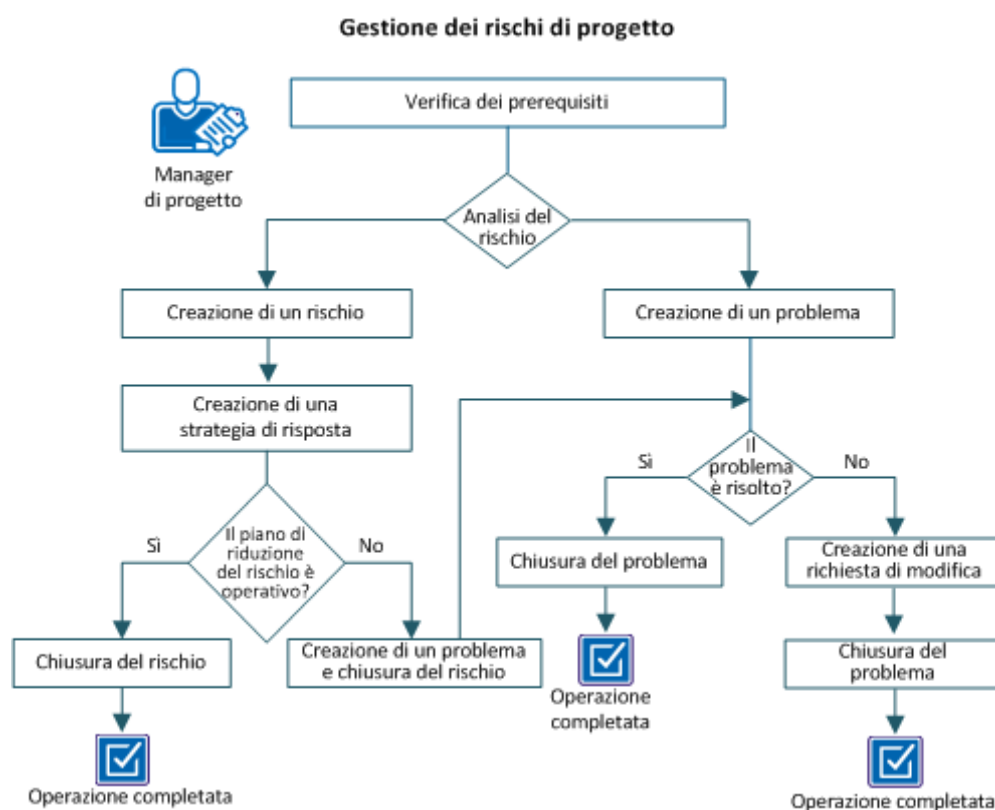 Gestione dei rischi di progetto
Verifica dei prerequisiti
Manager
di progetto
Analisi del
rischio
Creazione di un rischio
Creazione di un problema
Creazione di una
strategia di risposta
Il
problema
è risolto?
Sì
No
Il piano di
riduzione
del rischio è
operativo?
Sì
No
Chiusura del problema
Creazione di una
richiesta di modifica
Chiusura del rischio
Creazione di un problema
e chiusura del rischio
Chiusura del
problema
Operazione
completata
Operazione completata
Operazione completata